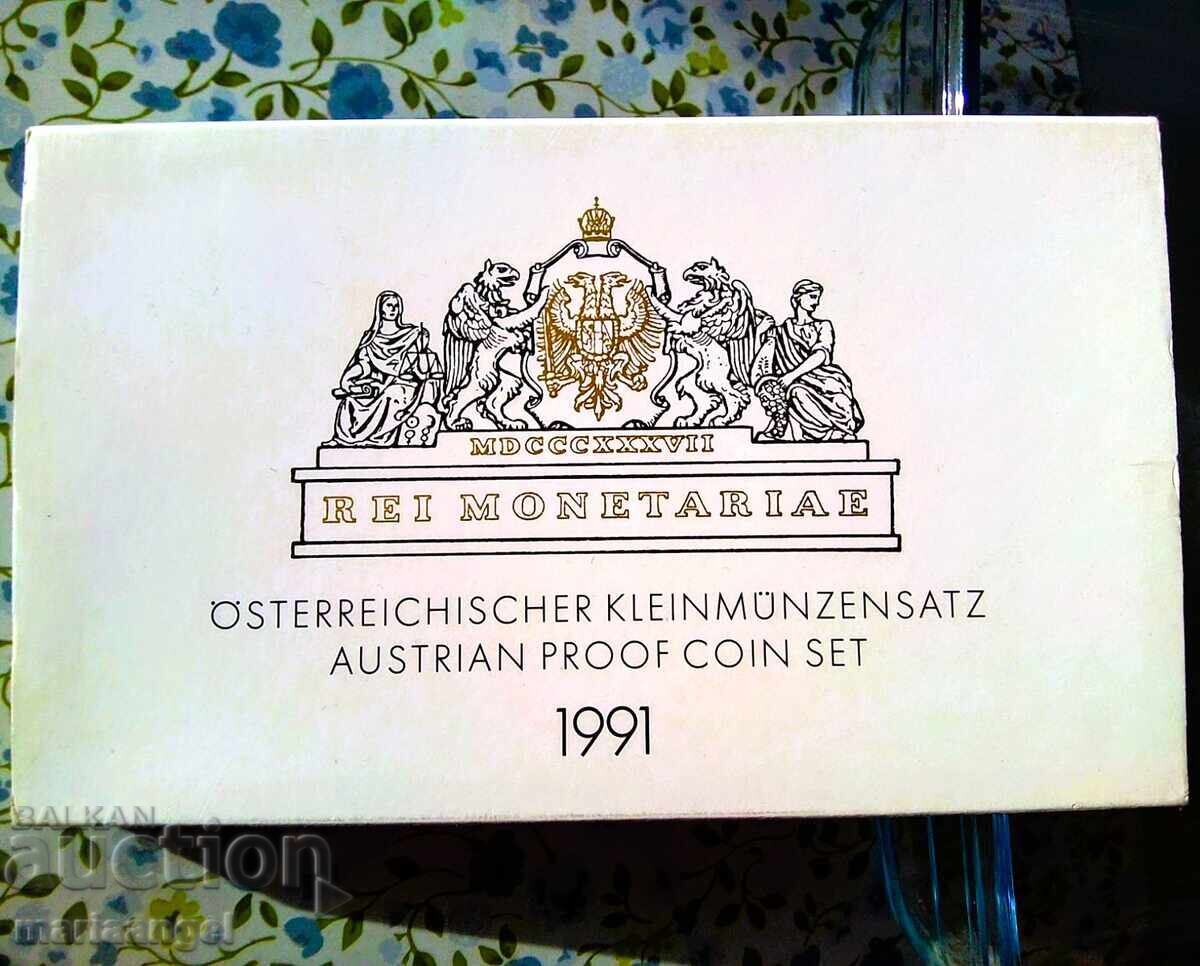 MDCCCXXXVII
REI MONETARIAE
ÖSTERREICHISCHER KLEINMÜNZENSATZ
AUSTRIAN PROOF COIN SET
1991
BALKAN
auction
mariaangel